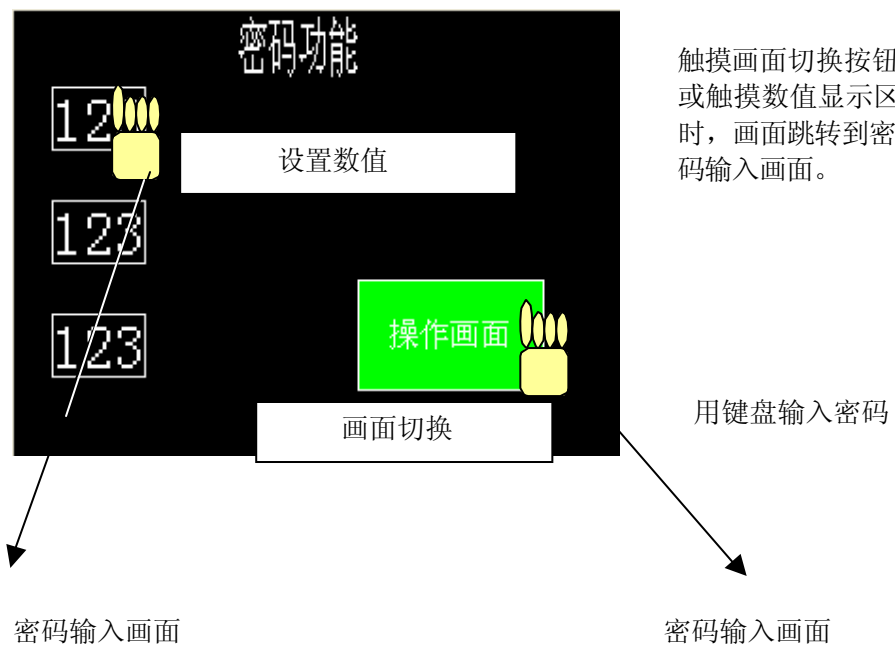 密码功能
触摸画面切换按钮
或触摸数值显示区
时，画面跳转到密
码输入画面。
12
设置数值
123
操作画面
123
画面切换
用键盘输入密码
密码输入画面
密码输入画面